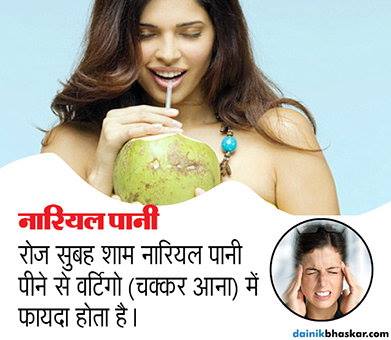 नारियल पानी
रोज सुबह शाम नारियल पानी
पीने से वर्टिगो (चक्कर आना) में
फायदा होता है।
dainikbhaskar.com